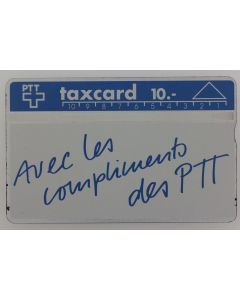 PTT taxcard 10.-
10 9 8 7 6 5 4 3 2 1
Avec les
compliments
des PTT